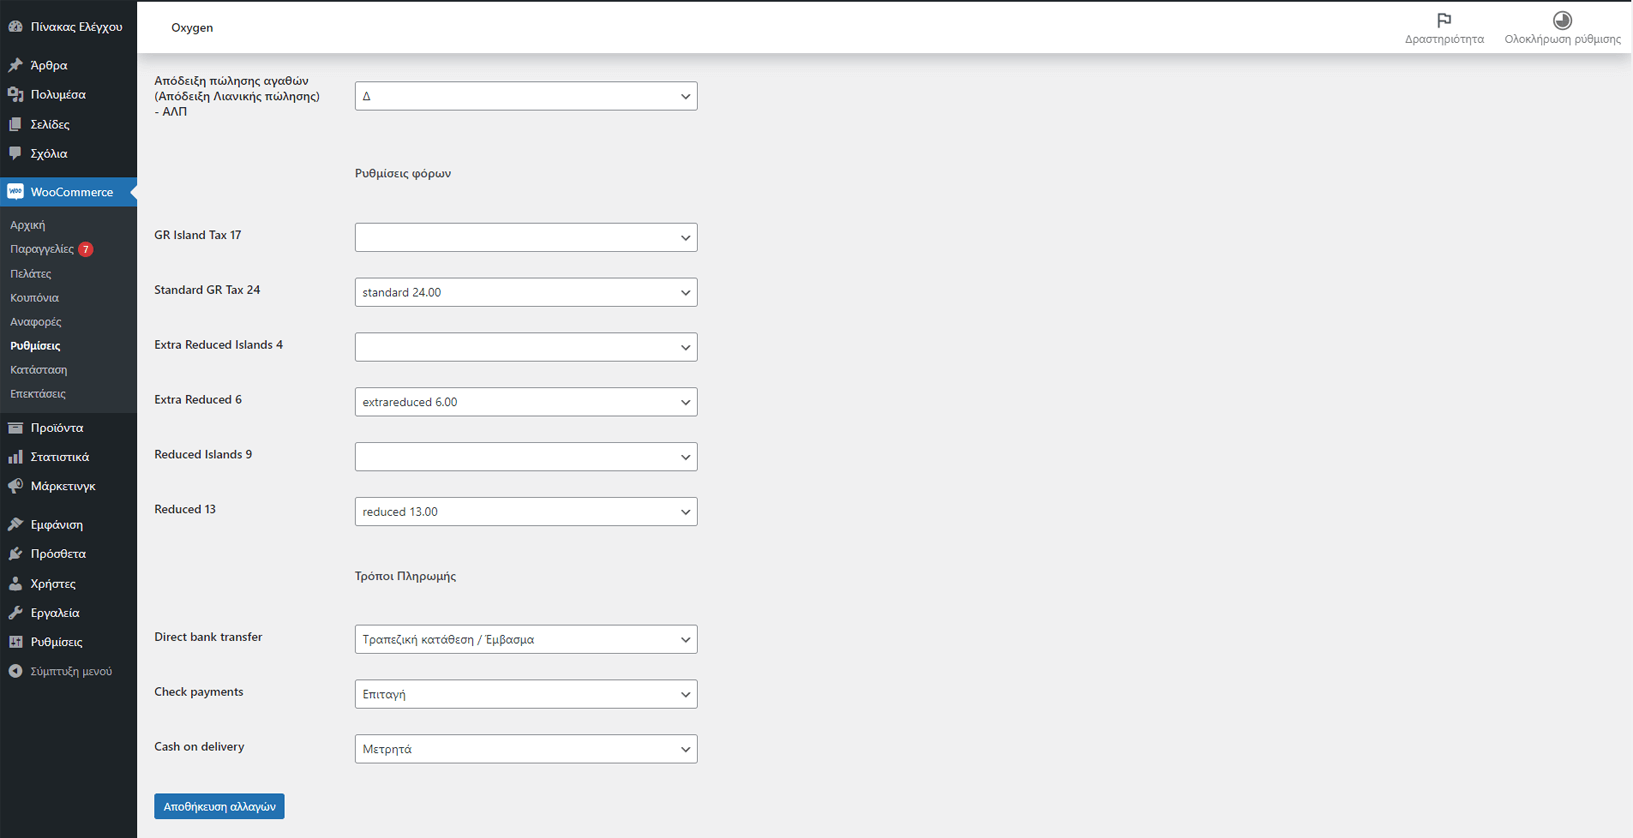 Πίνακας Ελέγχου
Άρθρα
Πολυμέσα
Σελίδες
Σχόλια
WooCommerce
Αρχική
Παραγγελίες 7
Πελάτες
Κουπόνια
Αναφορές
Ρυθμίσεις
Κατάσταση
Επεκτάσεις
Προϊόντα
Στατιστικά
Μάρκετινγκ
Εμφάνιση
Πρόσθετα
Χρήστες
Εργαλεία
Ρυθμίσεις
Σύμπτυξη μενού
Oxygen
Δραστηριότητα
Ολοκλήρωση ρύθμισης
Απόδειξη πώλησης αγαθών
(Απόδειξη Λιανικής πώλησης)
- ΑΛΠ
Δ
Ρυθμίσεις φόρων
GR Island Tax 17
Standard GR Tax 24
standard 24.00
Extra Reduced Islands 4
Extra Reduced 6
extrareduced 6.00
Reduced Islands 9
Reduced 13
reduced 13.00
Τρόποι Πληρωμής
Direct bank transfer
Τραπεζική κατάθεση / Έμβασμα
Check payments
Επιταγή
Cash on delivery
Μετρητά
Αποθήκευση αλλαγών